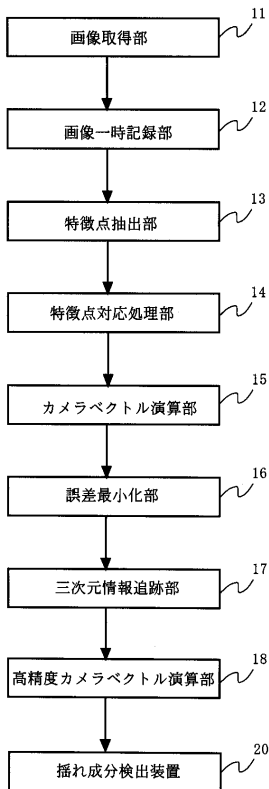 11
画像取得部
12
画像一時記録部
13
特徴点抽出部
14
特徴点対応処理部
15
カメラベクトル演算部
16
誤差最小化部
17
三次元情報追跡部
18
高精度カメラベクトル演算部
20
揺れ成分検出装置